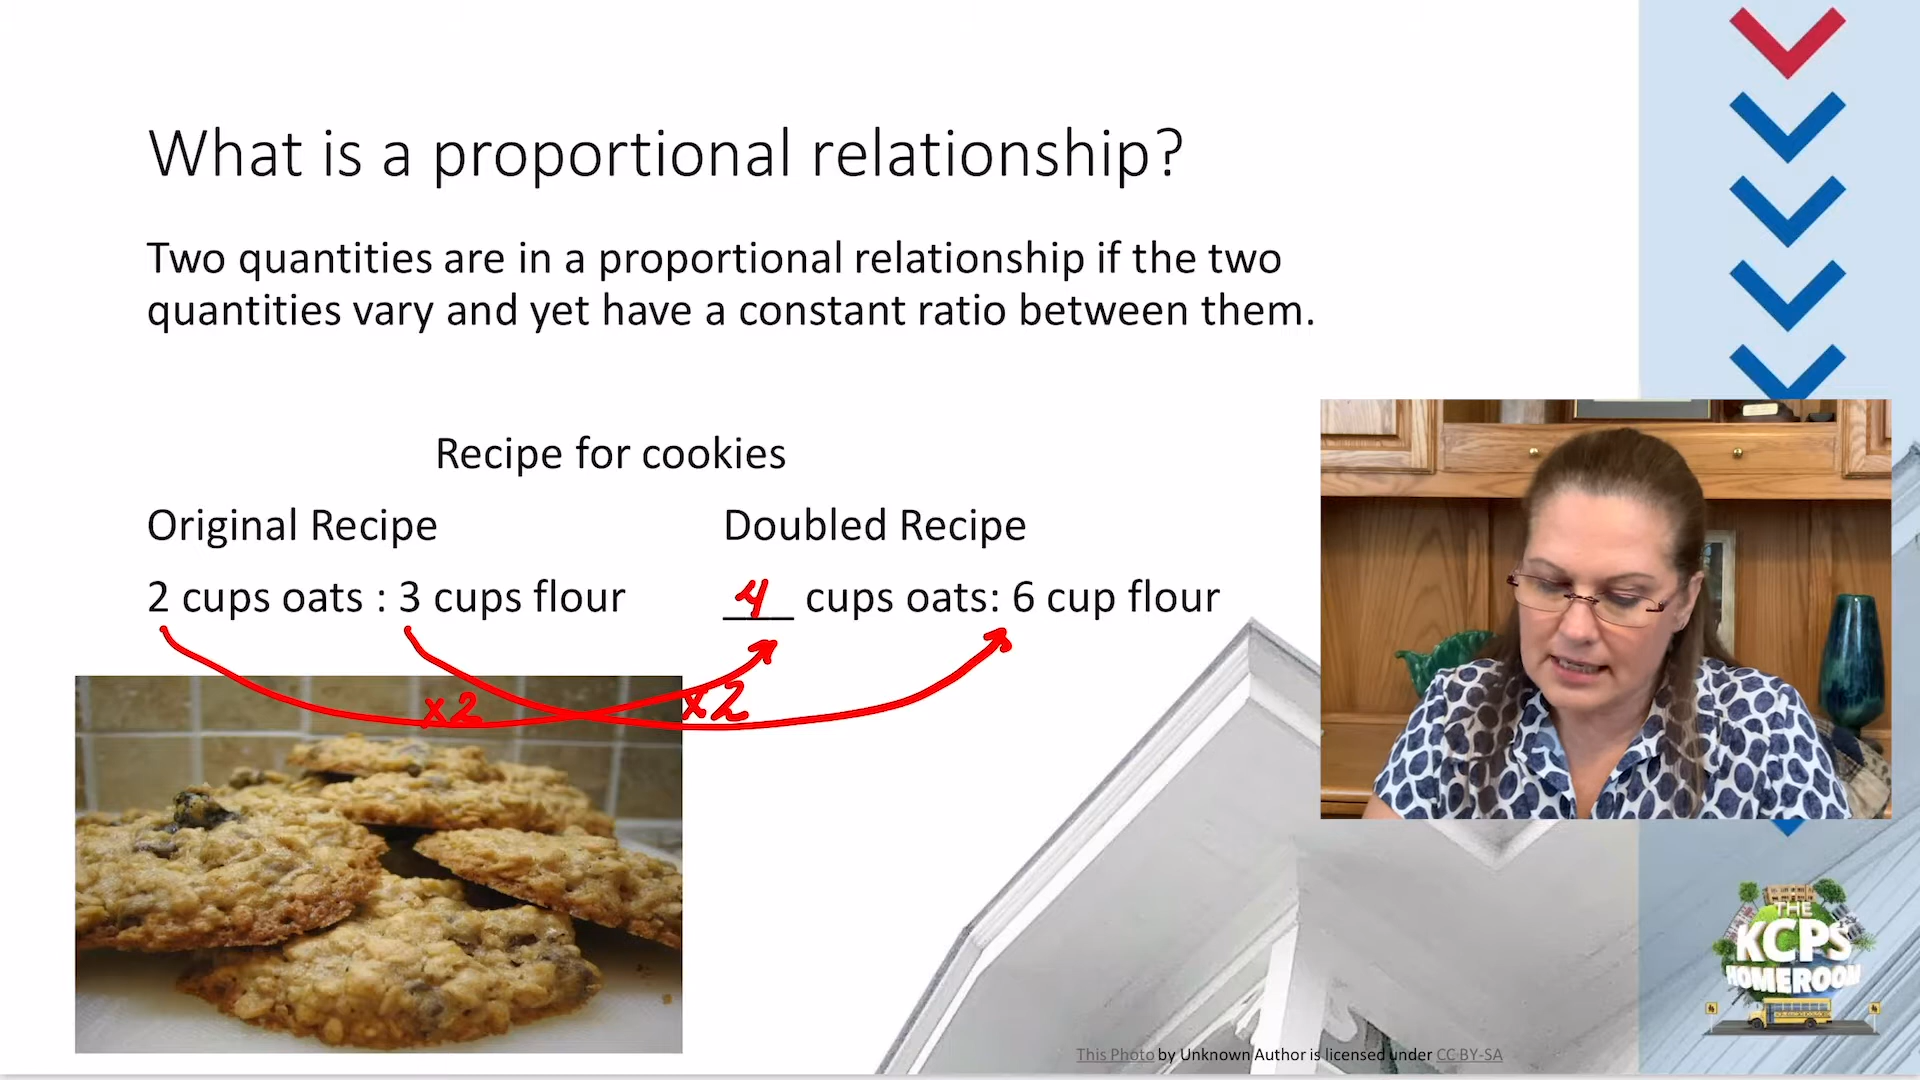 What is a proportional relationship?
Two quantities are in a proportional relationship if the two
quantities vary and yet have a constant ratio between them.
Recipe for cookies
Original Recipe
Doubled Recipe
2 cups oats : 3 cups flour
4 cups oats: 6 cup flour
x2
x2
THE
KCPS
HOMEROOM
This Photo by Unknown Author is licensed under CC BY-SA